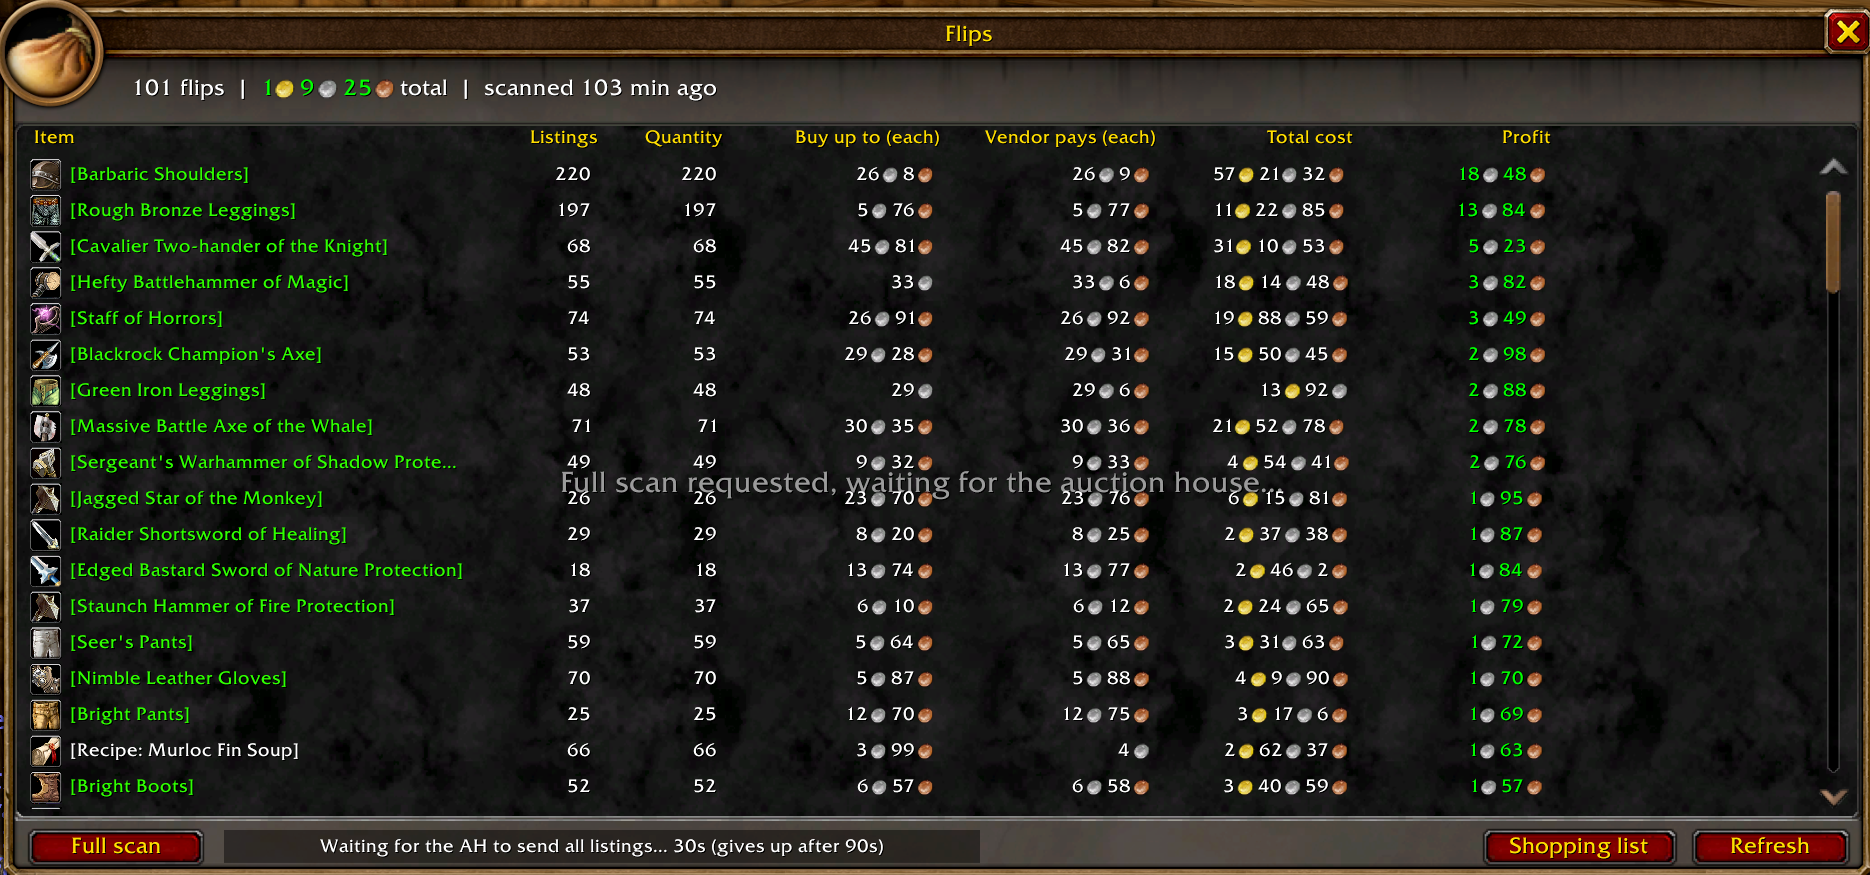 Flips
101 flips | 1 9 25 total | scanned 103 min ago
Item Listings Quantity Buy up to (each) Vendor pays (each) Total cost Profit
[Barbaric Shoulders] 220 220 26 8 26 9 57 21 32 18 48
[Rough Bronze Leggings] 197 197 5 76 5 77 11 22 85 13 84
[Cavalier Two-hander of the Knight] 68 68 45 81 45 82 31 10 53 5 23
[Hefty Battlehammer of Magic] 55 55 33 33 6 18 14 48 3 82
[Staff of Horrors] 74 74 26 91 26 92 19 88 59 3 49
[Blackrock Champion's Axe] 53 53 29 28 29 31 15 50 45 2 98
[Green Iron Leggings] 48 48 29 29 6 13 92 2 88
[Massive Battle Axe of the Whale] 71 71 30 35 30 36 21 52 78 2 78
[Sergeant's Warhammer of Shadow Prote... 49 49 9 32 9 33 4 54 41 2 76
Full scan requested, waiting for the auction house...
[Jagged Star of the Monkey] 26 26 23 70 23 76 6 15 81 1 95
[Raider Shortsword of Healing] 29 29 8 20 8 25 2 37 38 1 87
[Edged Bastard Sword of Nature Protection] 18 18 13 74 13 77 2 46 2 1 84
[Staunch Hammer of Fire Protection] 37 37 6 10 6 12 2 24 65 1 79
[Seer's Pants] 59 59 5 64 5 65 3 31 63 1 72
[Nimble Leather Gloves] 70 70 5 87 5 88 4 9 90 1 70
[Bright Pants] 25 25 12 70 12 75 3 17 6 1 69
[Recipe: Murloc Fin Soup] 66 66 3 99 4 2 62 37 1 63
[Bright Boots] 52 52 6 57 6 58 3 40 59 1 57
Full scan Waiting for the AH to send all listings... 30s (gives up after 90s) Shopping list Refresh